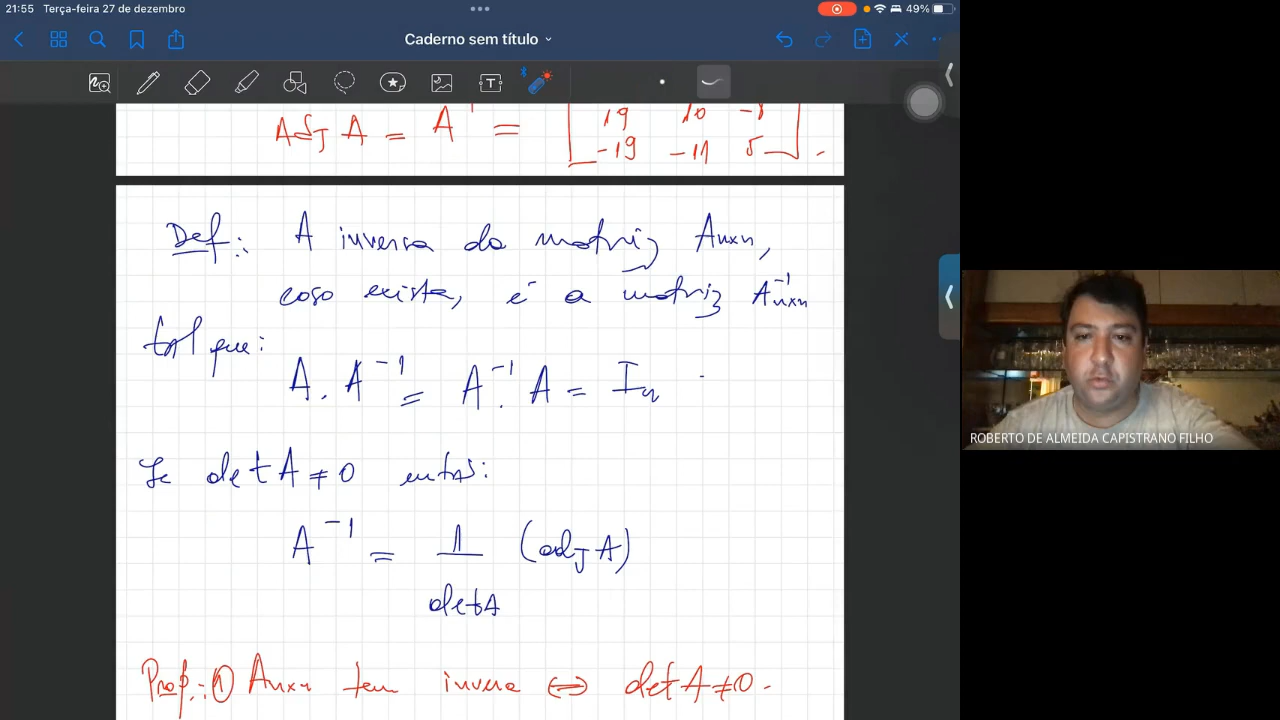 21:55 Terça-feira 27 de dezembro
49%
Caderno sem título
Adj A = A = [19 10 -8
-19 -11 5].
Def.: A inversa da matriz Anxn,
caso exista, é a matriz A⁻¹nxn
tal que:
A . A⁻¹ = A⁻¹ . A = In
Se det A ≠ 0 então:
A⁻¹ = 1 (adj A)
det A
Prop.: ① Anxn tem inversa ⇔ det A ≠ 0.
ROBERTO DE ALMEIDA CAPISTRANO FILHO